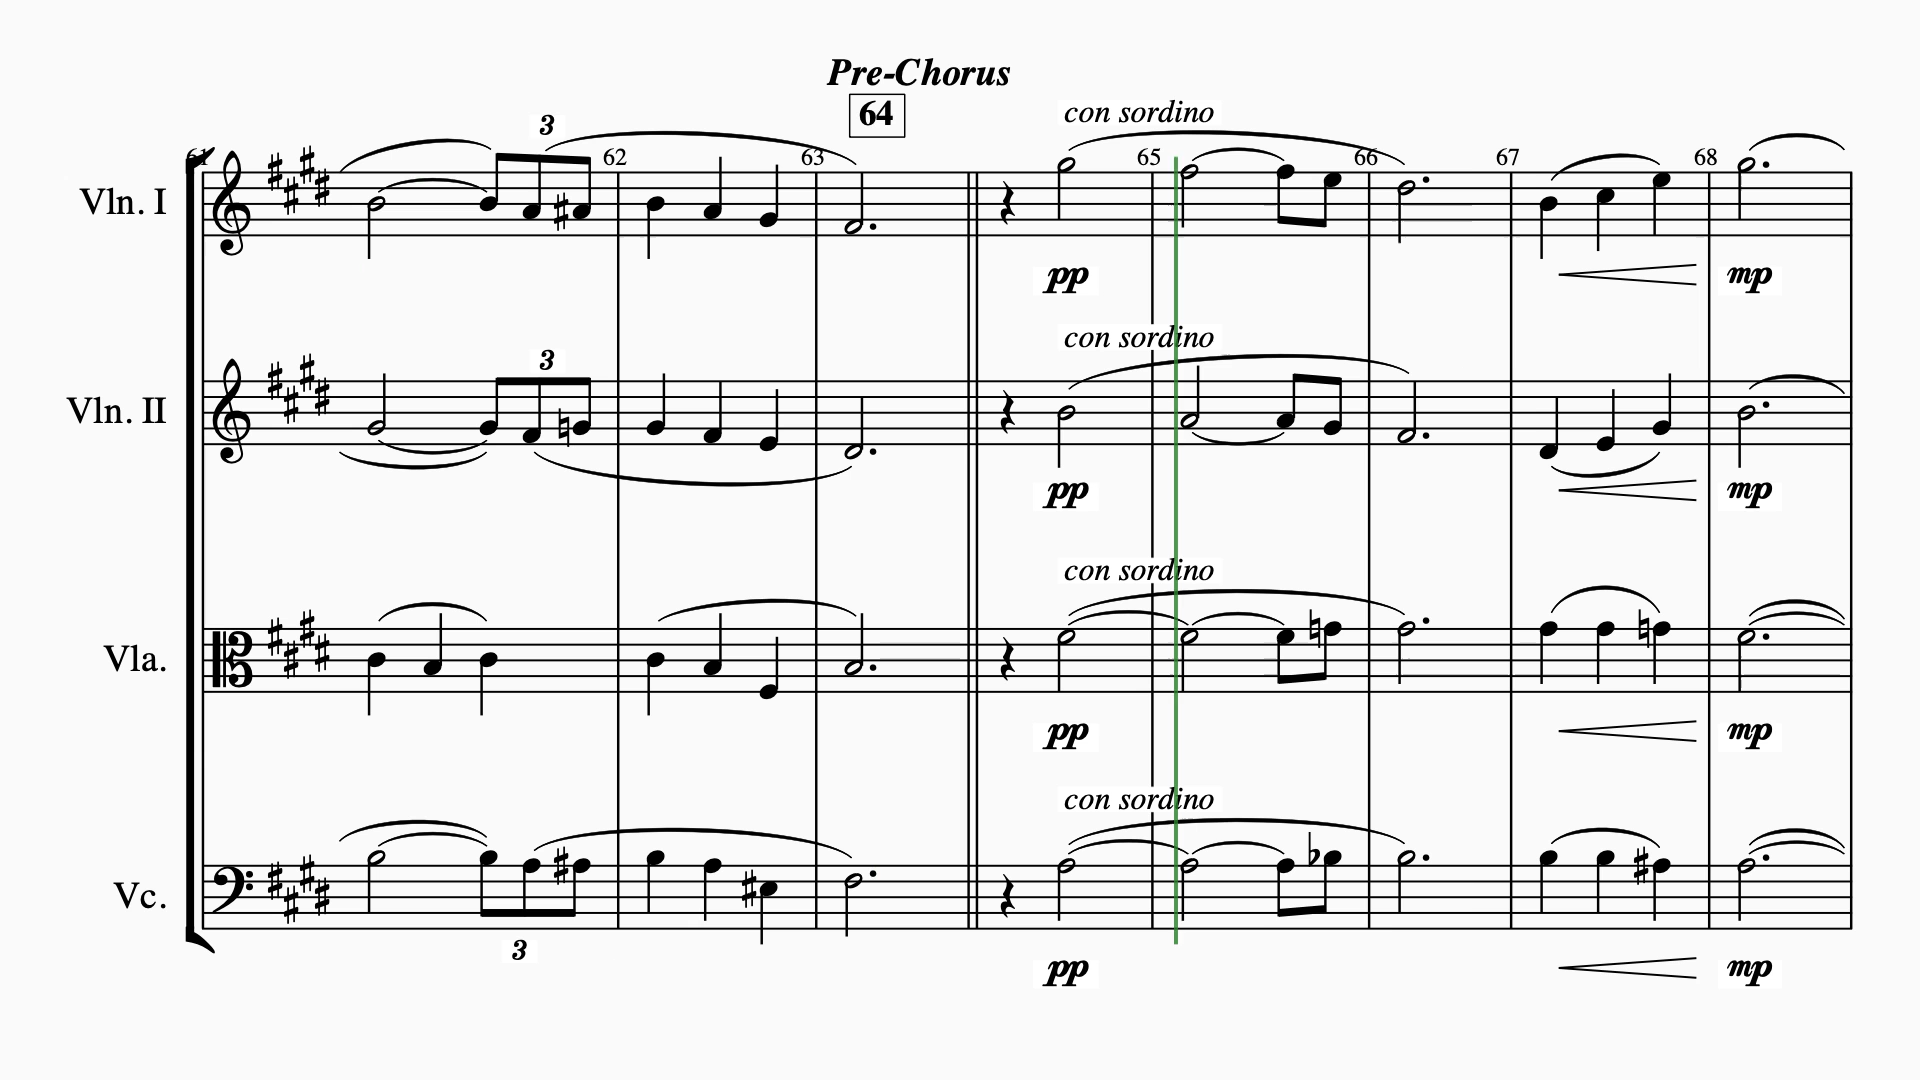 Pre-Chorus
64
con sordino
3
61 62 63 65 66 67 68
Vln. I
pp mp
con sordino
3
Vln. II
pp mp
con sordino
Vla.
pp mp
con sordino
Vc.
3
pp mp